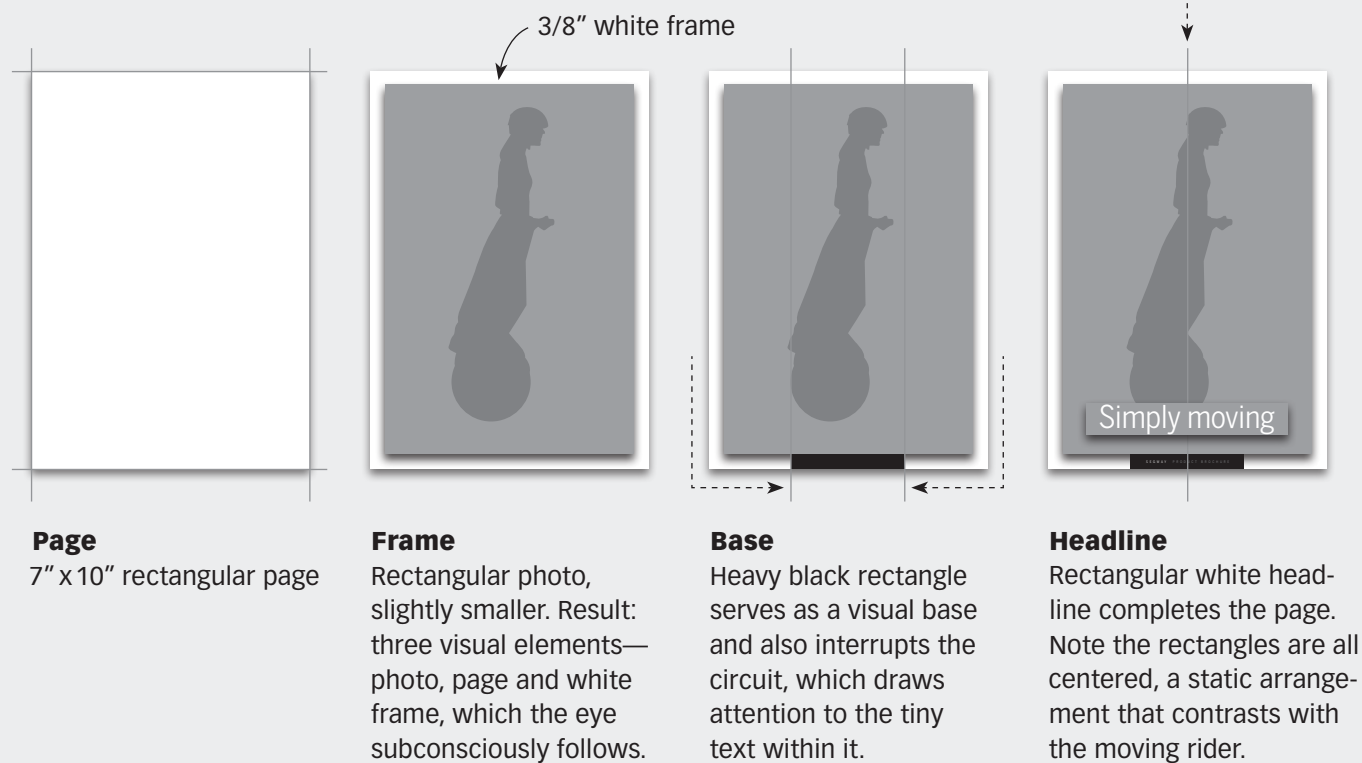 3/8" white frame
Simply moving
SEGWAY PRODUCT BROCHURE
Page
7" x 10" rectangular page
Frame
Rectangular photo,
slightly smaller. Result:
three visual elements—
photo, page and white
frame, which the eye
subconsciously follows.
Base
Heavy black rectangle
serves as a visual base
and also interrupts the
circuit, which draws
attention to the tiny
text within it.
Headline
Rectangular white head-
line completes the page.
Note the rectangles are all
centered, a static arrange-
ment that contrasts with
the moving rider.